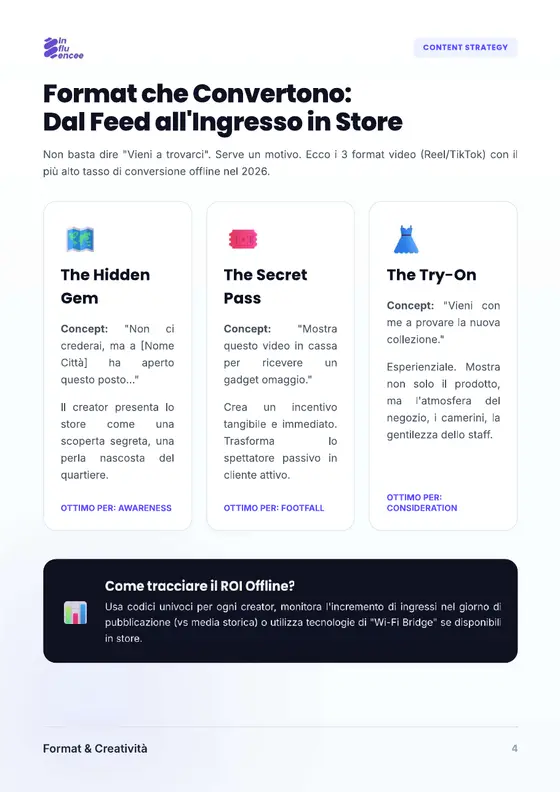 In
flu
encee
CONTENT STRATEGY
Format che Convertono:
Dal Feed all'Ingresso in Store
Non basta dire "Vieni a trovarci". Serve un motivo. Ecco i 3 format video (Reel/TikTok) con il
più alto tasso di conversione offline nel 2026.
The Hidden
Gem
Concept: "Non ci
crederai, ma a [Nome
Città] ha aperto
questo posto..."
Il creator presenta lo
store come una
scoperta segreta, una
perla nascosta del
quartiere.
OTTIMO PER: AWARENESS
The Secret
Pass
Concept: "Mostra
questo video in cassa
per ricevere un
gadget omaggio."
Crea un incentivo
tangibile e immediato.
Trasforma lo
spettatore passivo in
cliente attivo.
OTTIMO PER: FOOTFALL
The Try-On
Concept: "Vieni con
me a provare la nuova
collezione."
Esperienziale. Mostra
non solo il prodotto,
ma l'atmosfera del
negozio, i camerini, la
gentilezza dello staff.
OTTIMO PER:
CONSIDERATION
Come tracciare il ROI Offline?
Usa codici univoci per ogni creator, monitora l'incremento di ingressi nel giorno di
pubblicazione (vs media storica) o utilizza tecnologie di "Wi-Fi Bridge" se disponibili
in store.
Format & Creatività
4